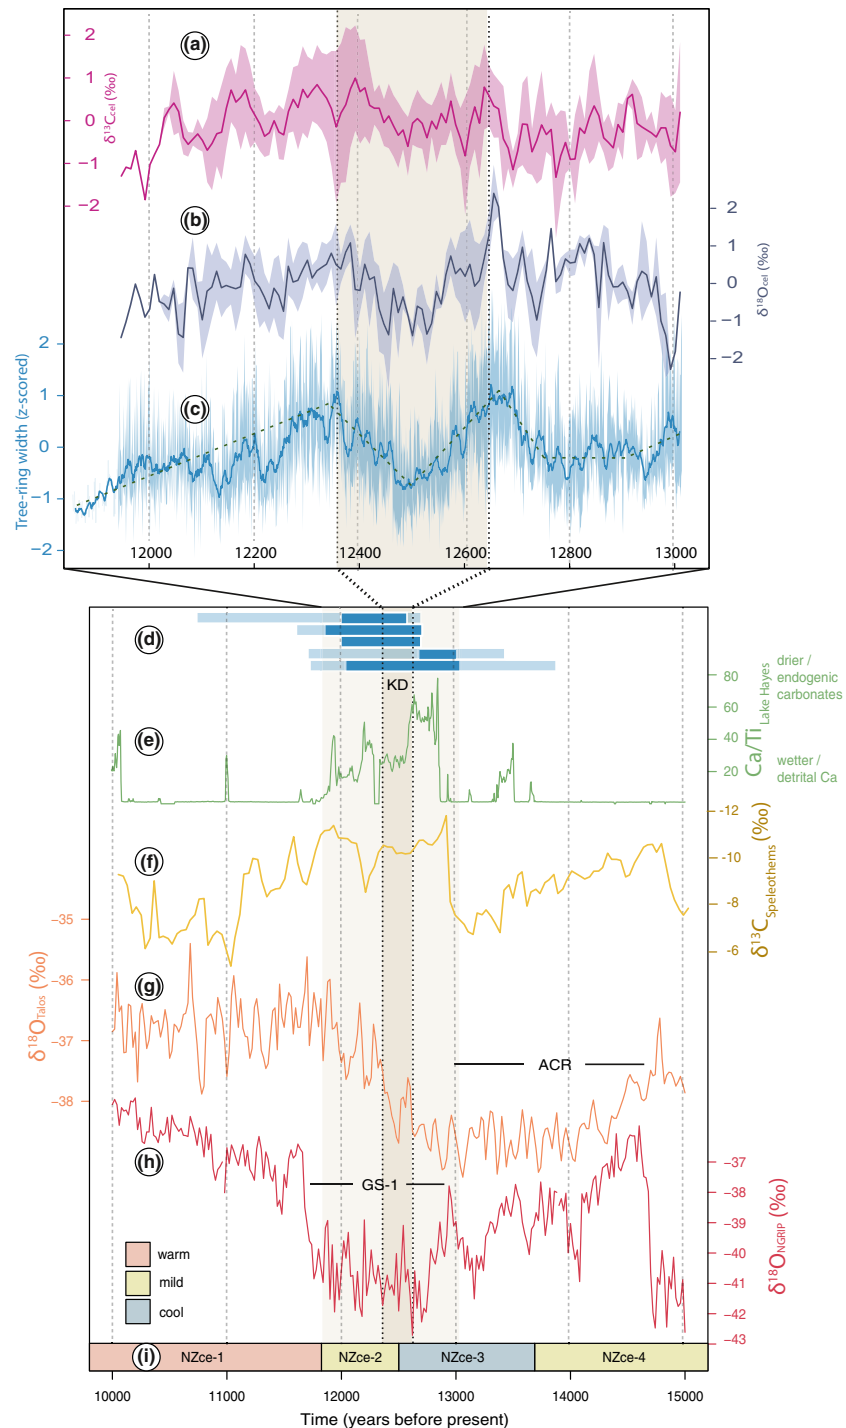 (a)
2
1
0
−1
−2
δ13Ccel (‰)
(b)
2
1
0
−1
−2
δ18Ocel (‰)
(c)
2
1
0
−1
−2
Tree-ring width (z-scored)
12000 12200 12400 12600 12800 13000
(d)
KD
drier /
endogenic
carbonates
wetter /
detrital Ca
(e)
80
60
40
20
Ca/Ti Lake Hayes
(f)
-12
-10
-8
-6
δ13C Speleothems (‰)
(g)
−35
−36
−37
−38
δ18OTalos (‰)
ACR
(h)
GS-1
−37
−38
−39
−40
−41
−42
−43
δ18ONGRIP (‰)
warm
mild
cool
(i) NZce-1 NZce-2 NZce-3 NZce-4
10000 11000 12000 13000 14000 15000
Time (years before present)